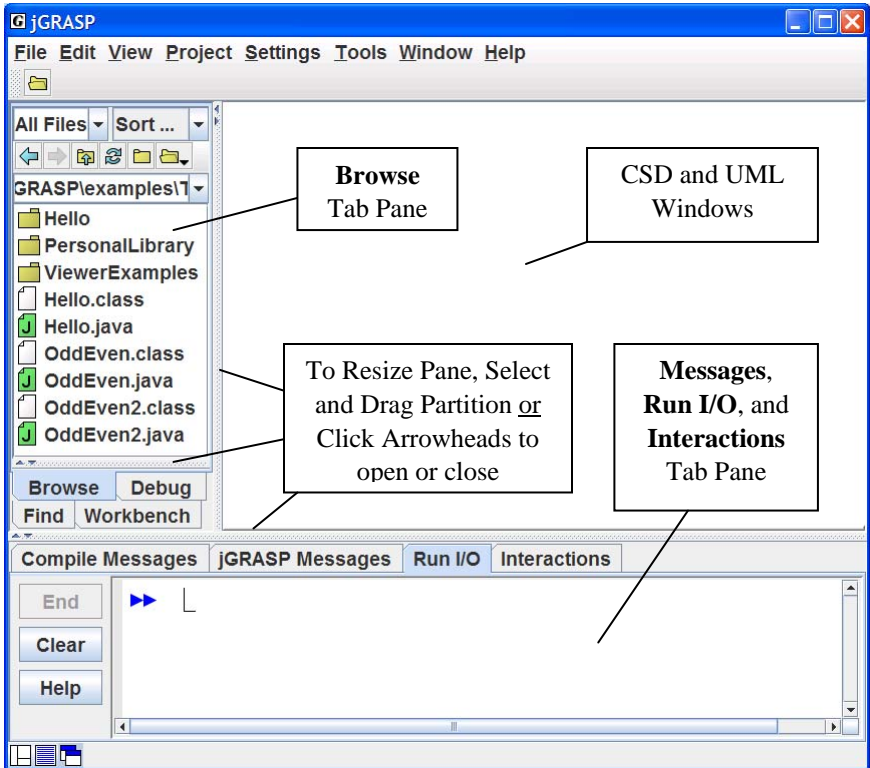 jGRASP
File Edit View Project Settings Tools Window Help
All Files Sort ...
GRASP\examples\T
Hello
PersonalLibrary
ViewerExamples
Hello.class
Hello.java
OddEven.class
OddEven.java
OddEven2.class
OddEven2.java
Browse Debug
Find Workbench
Browse
Tab Pane
CSD and UML
Windows
To Resize Pane, Select
and Drag Partition or
Click Arrowheads to
open or close
Messages,
Run I/O, and
Interactions
Tab Pane
Compile Messages jGRASP Messages Run I/O Interactions
End
Clear
Help